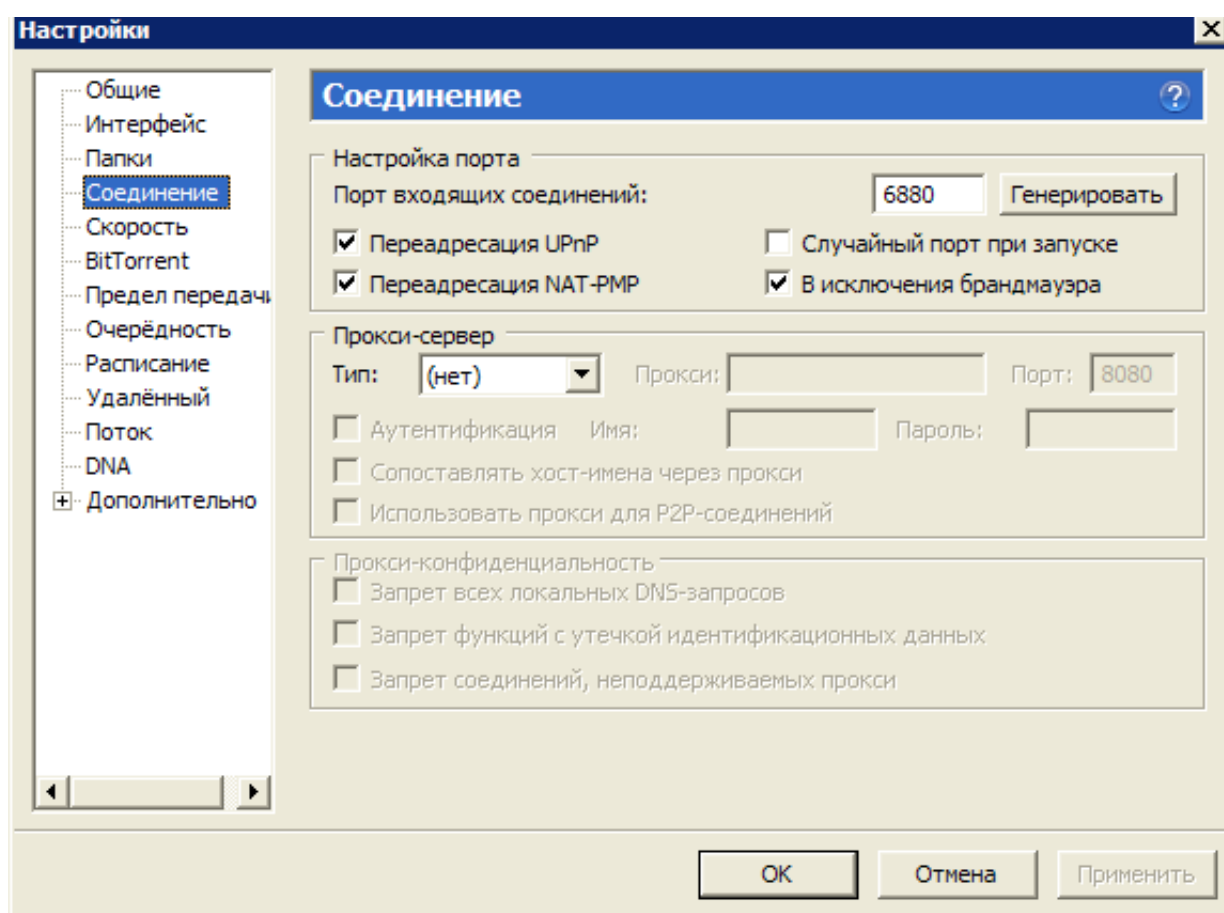 Настройки
Общие
Интерфейс
Папки
Соединение
Скорость
BitTorrent
Предел передачи
Очерёдность
Расписание
Удалённый
Поток
DNA
Дополнительно
Соединение
Настройка порта
Порт входящих соединений: 6880 Генерировать
Переадресация UPnP Случайный порт при запуске
Переадресация NAT-PMP В исключения брандмауэра
Прокси-сервер
Тип: (нет) Прокси: Порт: 8080
Аутентификация Имя: Пароль:
Сопоставлять хост-имена через прокси
Использовать прокси для P2P-соединений
Прокси-конфиденциальность
Запрет всех локальных DNS-запросов
Запрет функций с утечкой идентификационных данных
Запрет соединений, неподдерживаемых прокси
OK Отмена Применить